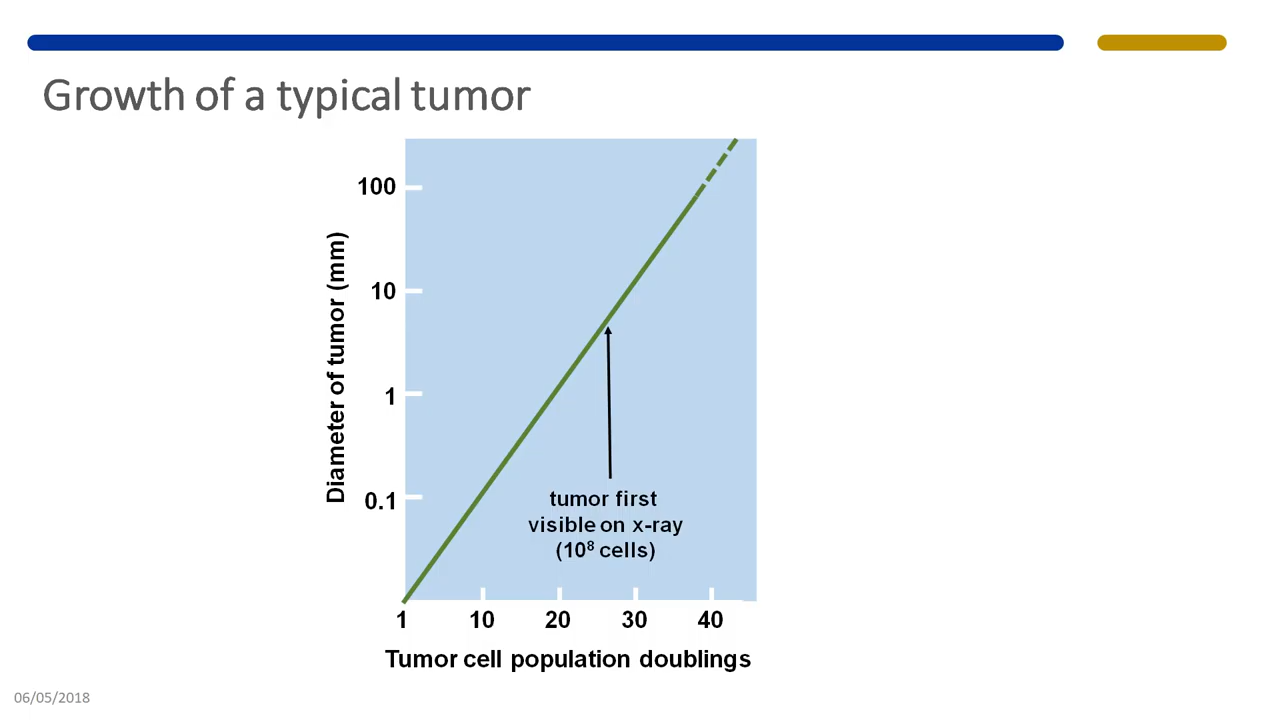 Growth of a typical tumor
100
10
1
0.1
Diameter of tumor (mm)
tumor first
visible on x-ray
(10⁸ cells)
1 10 20 30 40
Tumor cell population doublings
06/05/2018